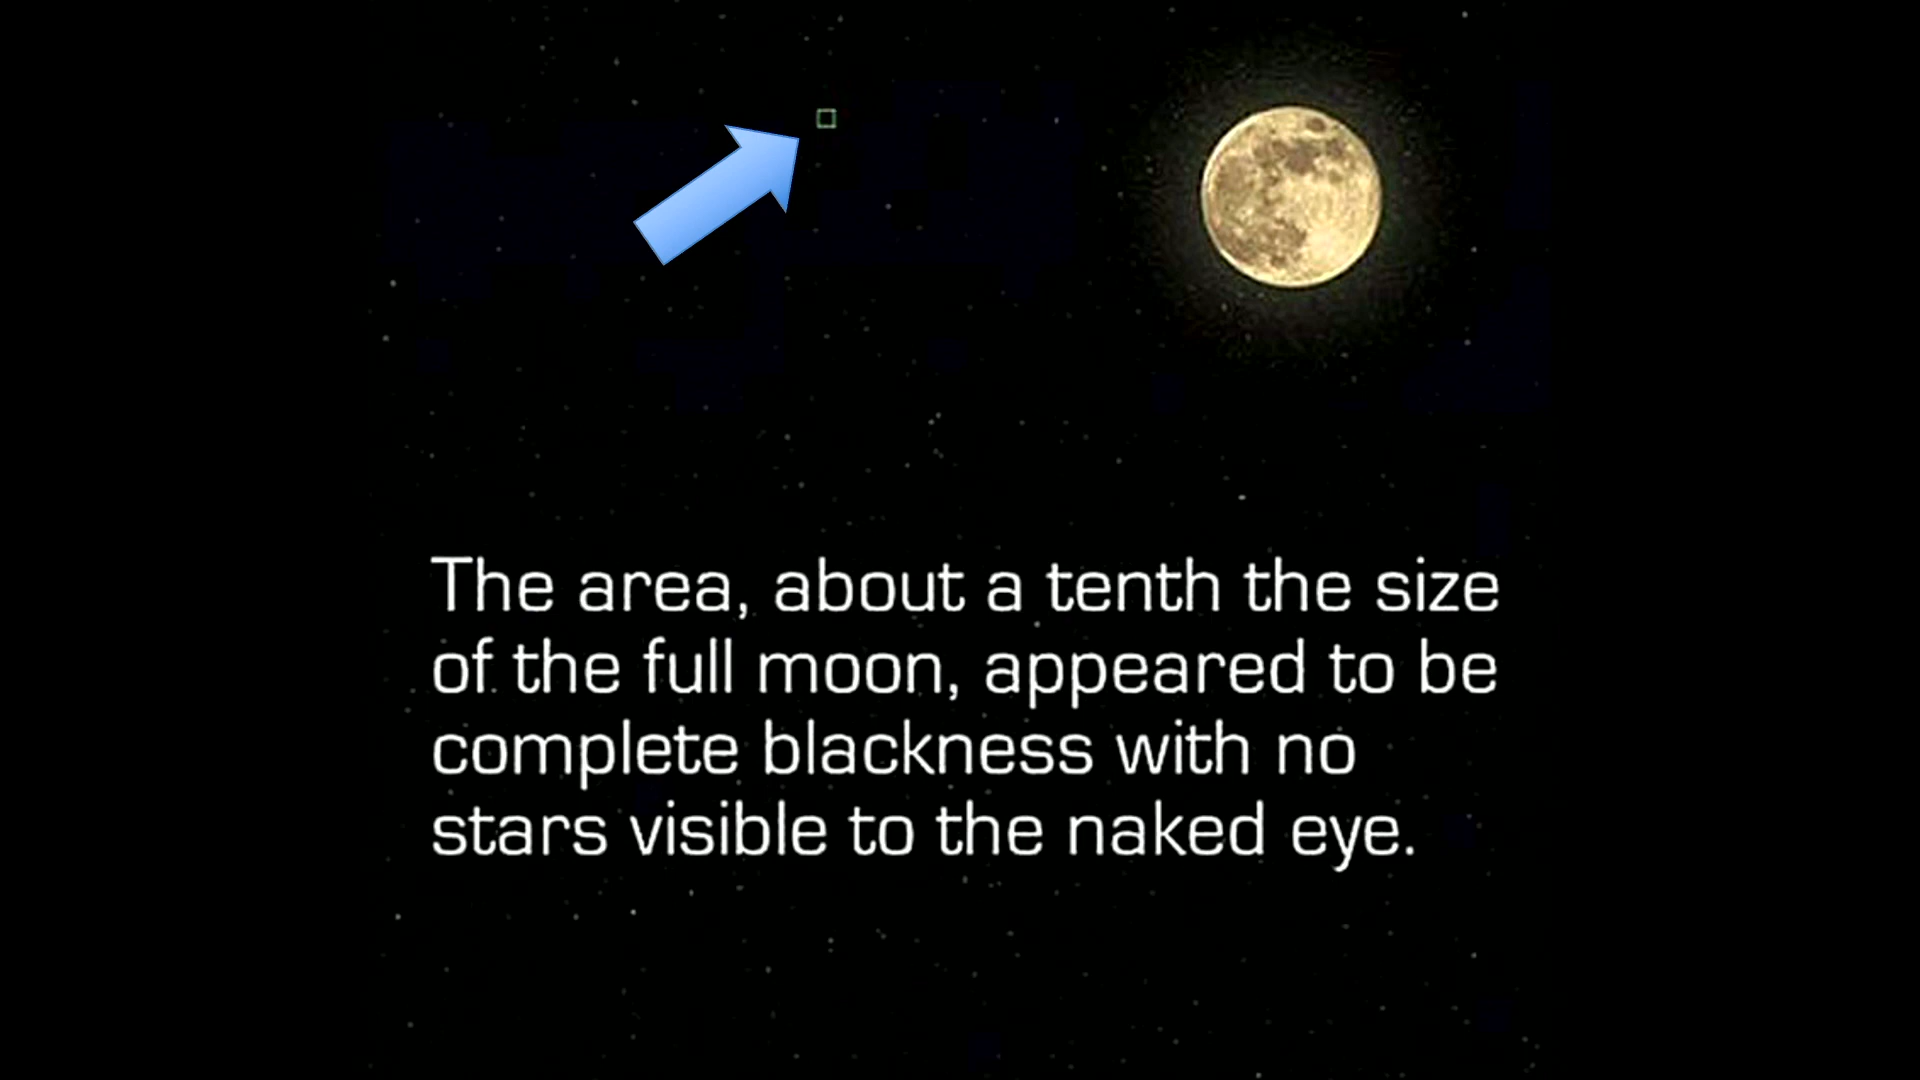 The area, about a tenth the size
of the full moon, appeared to be
complete blackness with no
stars visible to the naked eye.